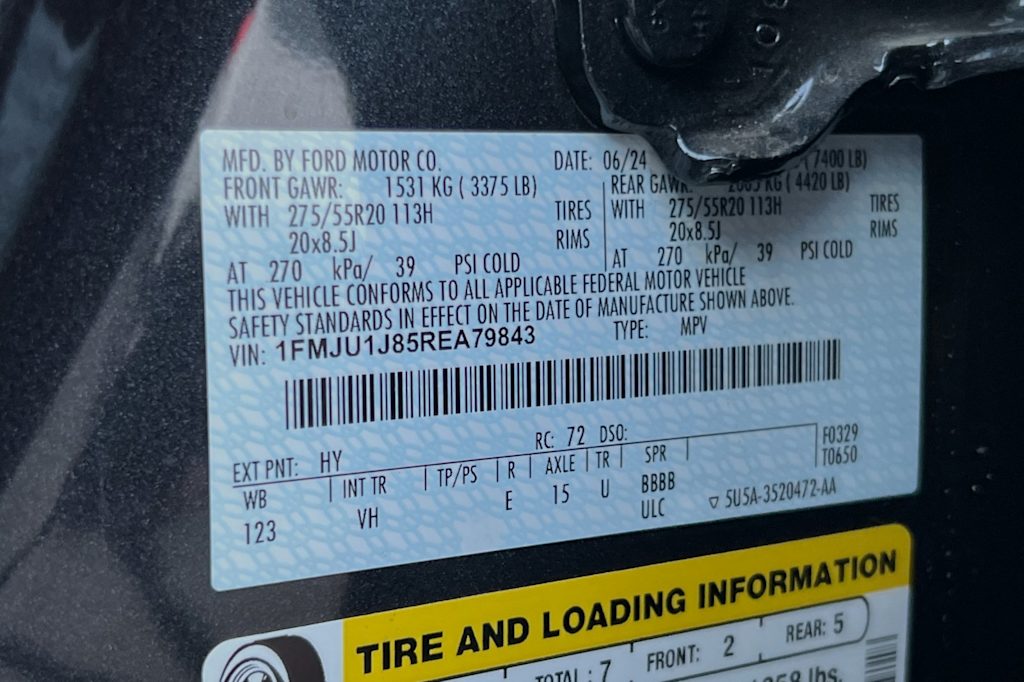 MFD. BY FORD MOTOR CO. DATE: 06/24 (7400 LB)
FRONT GAWR: 1531 KG (3375 LB) REAR GAWR: 2005 KG (4420 LB)
WITH 275/55R20 113H TIRES WITH 275/55R20 113H TIRES
20x8.5J RIMS 20x8.5J RIMS
AT 270 kPa/ 39 PSI COLD AT 270 kPa/ 39 PSI COLD
THIS VEHICLE CONFORMS TO ALL APPLICABLE FEDERAL MOTOR VEHICLE
SAFETY STANDARDS IN EFFECT ON THE DATE OF MANUFACTURE SHOWN ABOVE.
VIN: 1FMJU1J85REA79843 TYPE: MPV
EXT PNT: HY RC: 72 DSO: F0329
WB INT TR TP/PS R AXLE TR SPR T0650
123 VH E 15 U BBBB
ULC ▽ 5U5A-3520472-AA
TIRE AND LOADING INFORMATION
TOTAL: 7 FRONT: 2 REAR: 5
lbs.